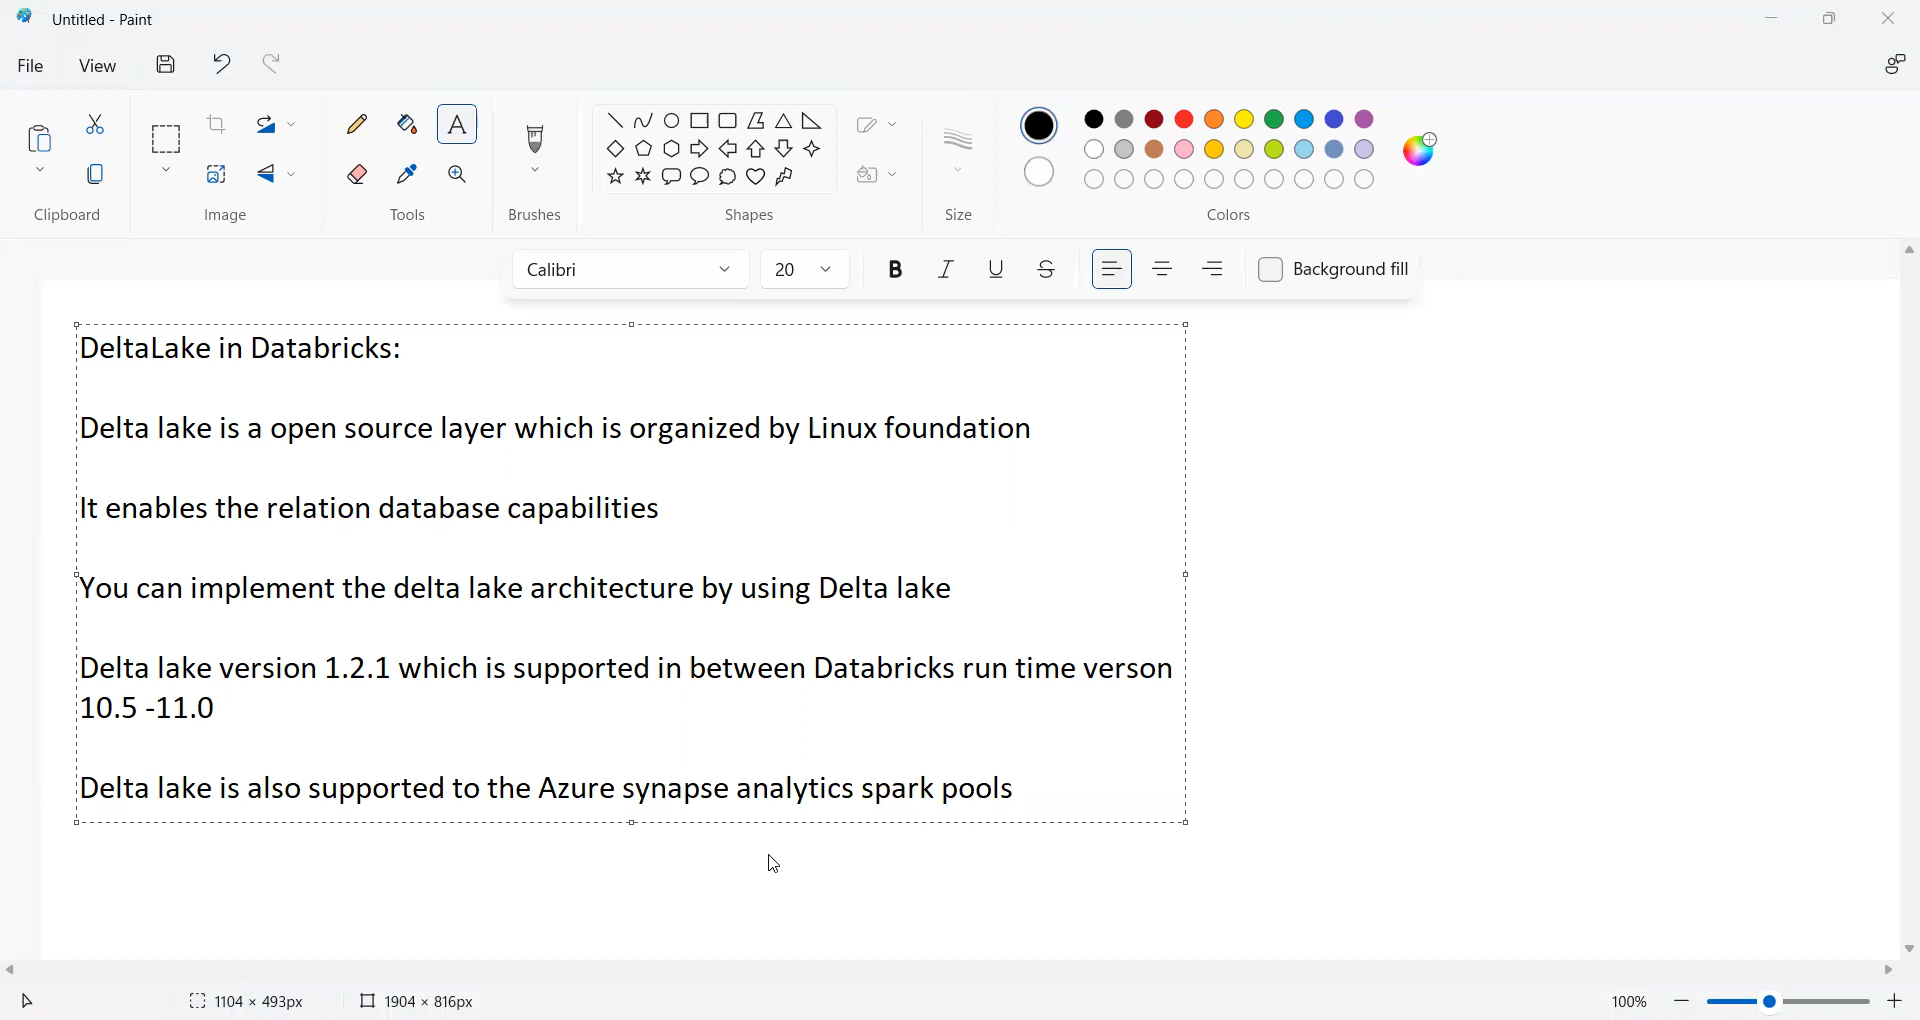 Untitled - Paint
File View
Clipboard Image Tools Brushes Shapes Size Colors
Calibri 20 B I U S Background fill
DeltaLake in Databricks:
Delta lake is a open source layer which is organized by Linux foundation
It enables the relation database capabilities
You can implement the delta lake architecture by using Delta lake
Delta lake version 1.2.1 which is supported in between Databricks run time verson
10.5 -11.0
Delta lake is also supported to the Azure synapse analytics spark pools
1104 × 493px 1904 × 816px 100%